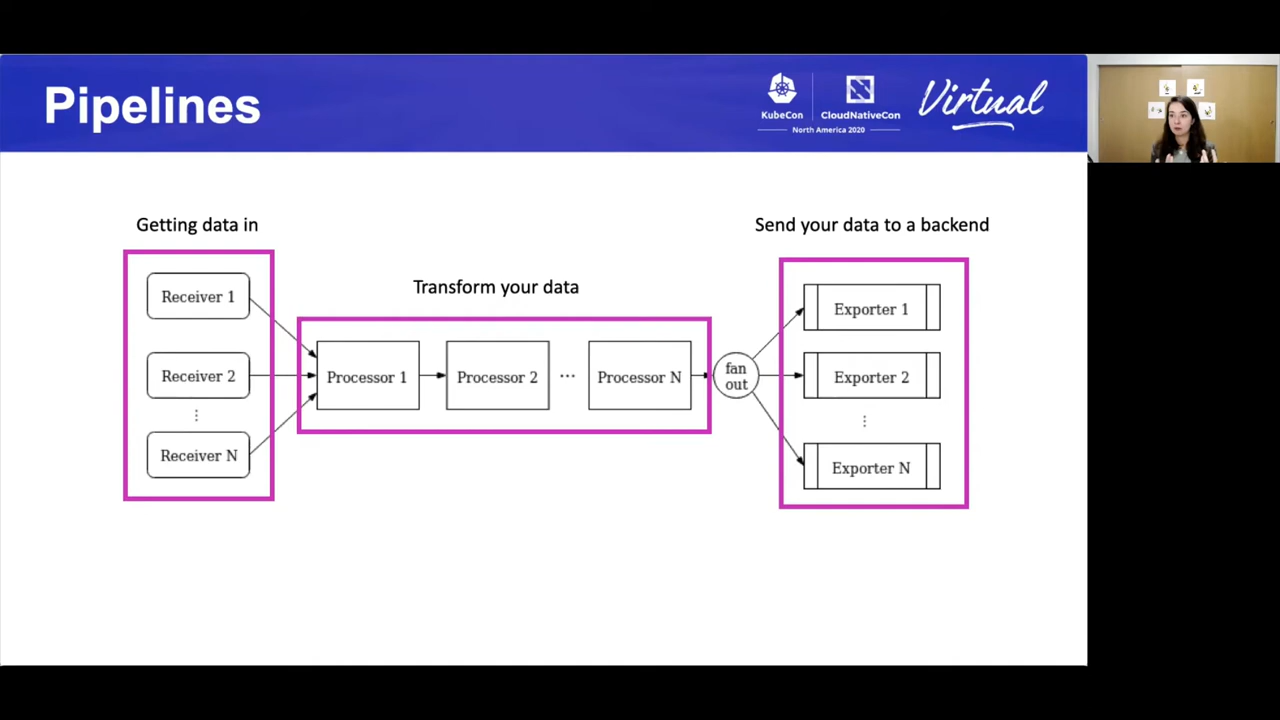 Pipelines
KubeCon
CloudNativeCon
North America 2020
Virtual
Getting data in
Send your data to a backend
Transform your data
Receiver 1
Receiver 2
⋮
Receiver N
Processor 1
Processor 2
...
Processor N
fan
out
Exporter 1
Exporter 2
⋮
Exporter N